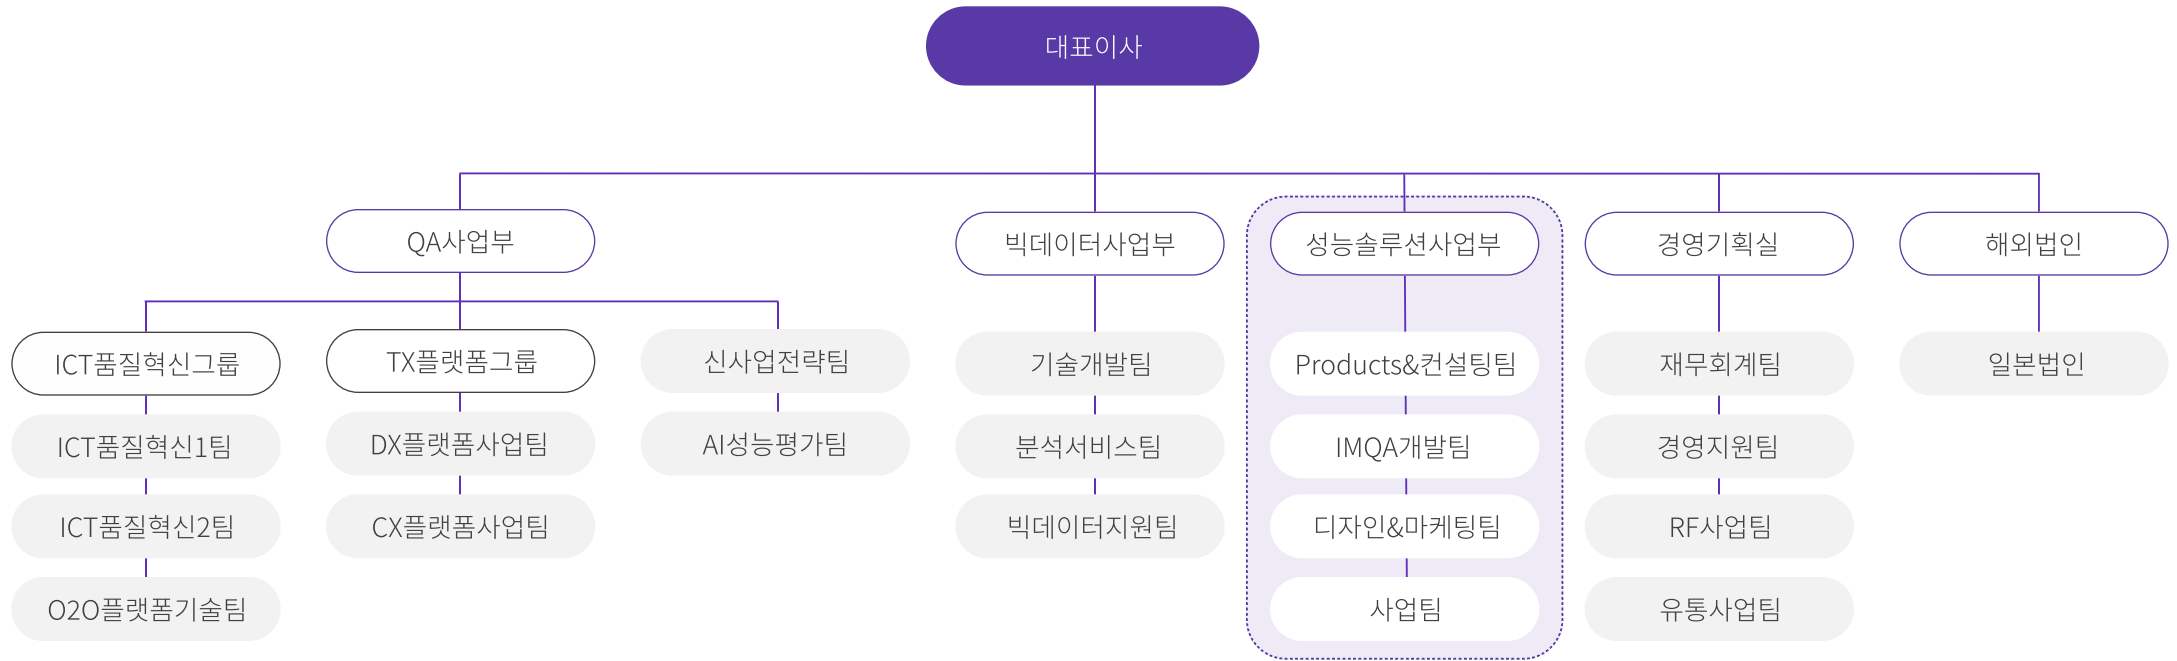 대표이사
QA사업부
빅데이터사업부
성능솔루션사업부
경영기획실
해외법인
ICT품질혁신그룹
TX플랫폼그룹
신사업전략팀
기술개발팀
Products&컨설팅팀
재무회계팀
일본법인
ICT품질혁신1팀
DX플랫폼사업팀
AI성능평가팀
분석서비스팀
IMQA개발팀
경영지원팀
ICT품질혁신2팀
CX플랫폼사업팀
빅데이터지원팀
디자인&마케팅팀
RF사업팀
O2O플랫폼기술팀
사업팀
유통사업팀